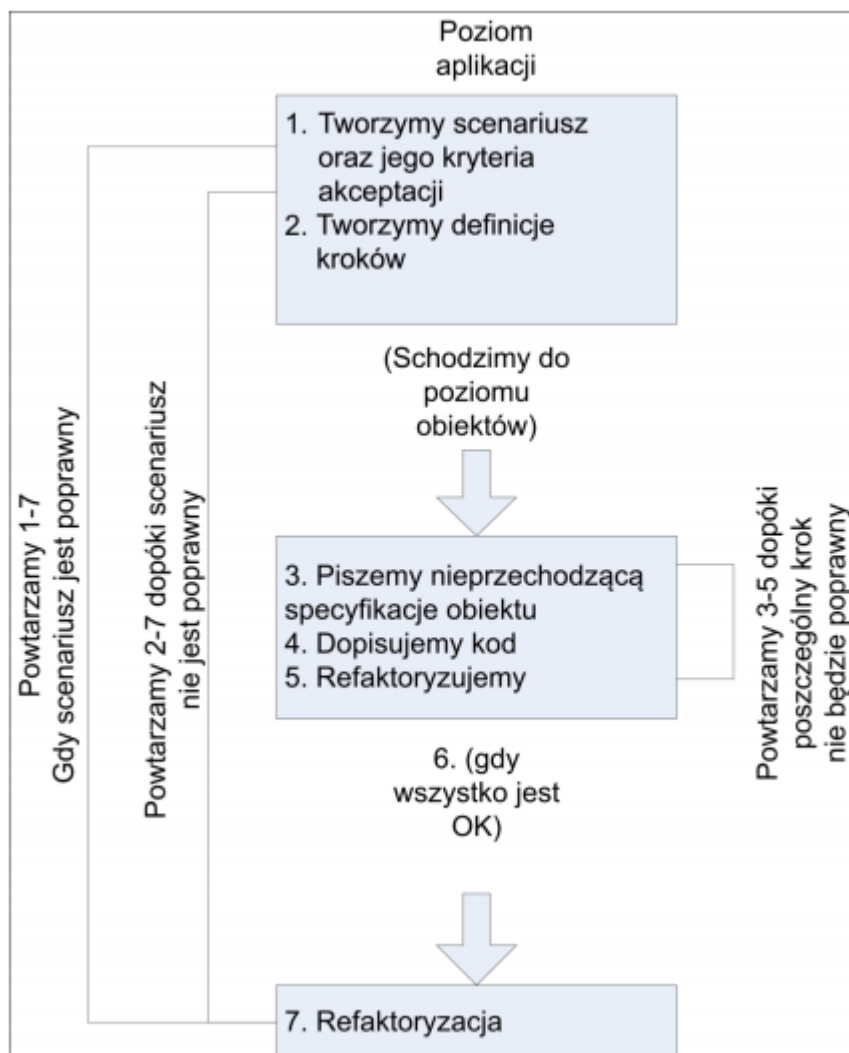 Poziom
aplikacji
1. Tworzymy scenariusz
oraz jego kryteria
akceptacji
2. Tworzymy definicje
kroków
(Schodzimy do
poziomu
obiektów)
Powtarzamy 1-7
Gdy scenariusz jest poprawny
Powtarzamy 2-7 dopóki scenariusz
nie jest poprawny
3. Piszemy nieprzechodzącą
specyfikacje obiektu
4. Dopisujemy kod
5. Refaktoryzujemy
Powtarzamy 3-5 dopóki
poszczególny krok
nie będzie poprawny
6. (gdy
wszystko jest
OK)
7. Refaktoryzacja